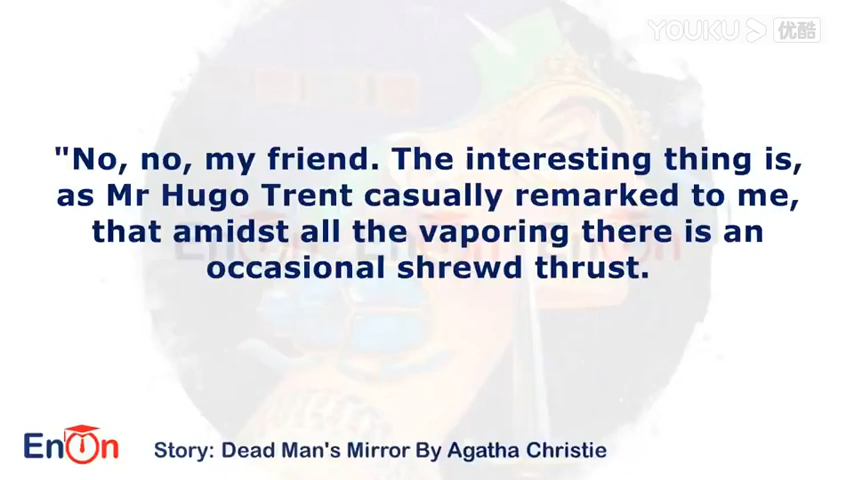 YOUKU 优酷
"No, no, my friend. The interesting thing is,
as Mr Hugo Trent casually remarked to me,
that amidst all the vaporing there is an
occasional shrewd thrust.
EnOn
Story: Dead Man's Mirror By Agatha Christie